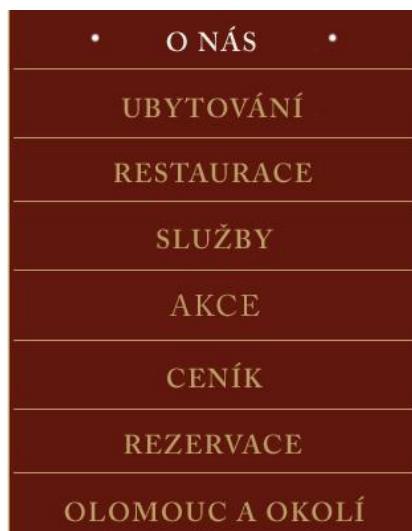 • O NÁS •
UBYTOVÁNÍ
RESTAURACE
SLUŽBY
AKCE
CENÍK
REZERVACE
OLOMOUC A OKOLÍ